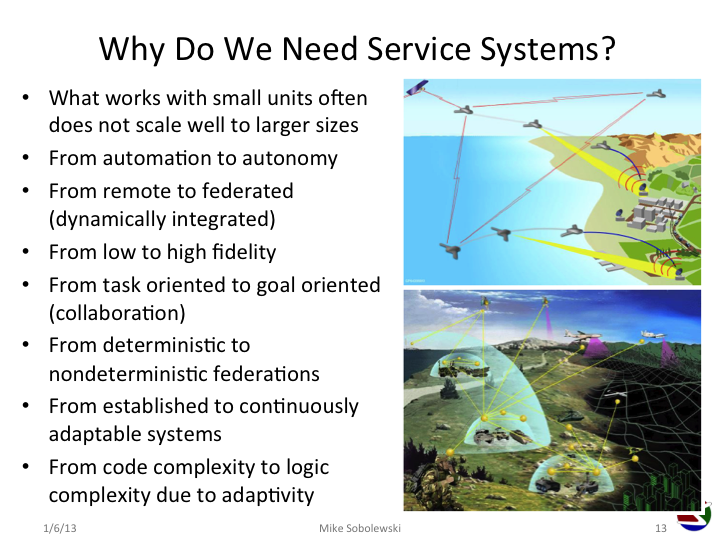 Why Do We Need Service Systems?
• What works with small units often
does not scale well to larger sizes
• From automation to autonomy
• From remote to federated
(dynamically integrated)
• From low to high fidelity
• From task oriented to goal oriented
(collaboration)
• From deterministic to
nondeterministic federations
• From established to continuously
adaptable systems
• From code complexity to logic
complexity due to adaptivity
1/6/13
Mike Sobolewski
13